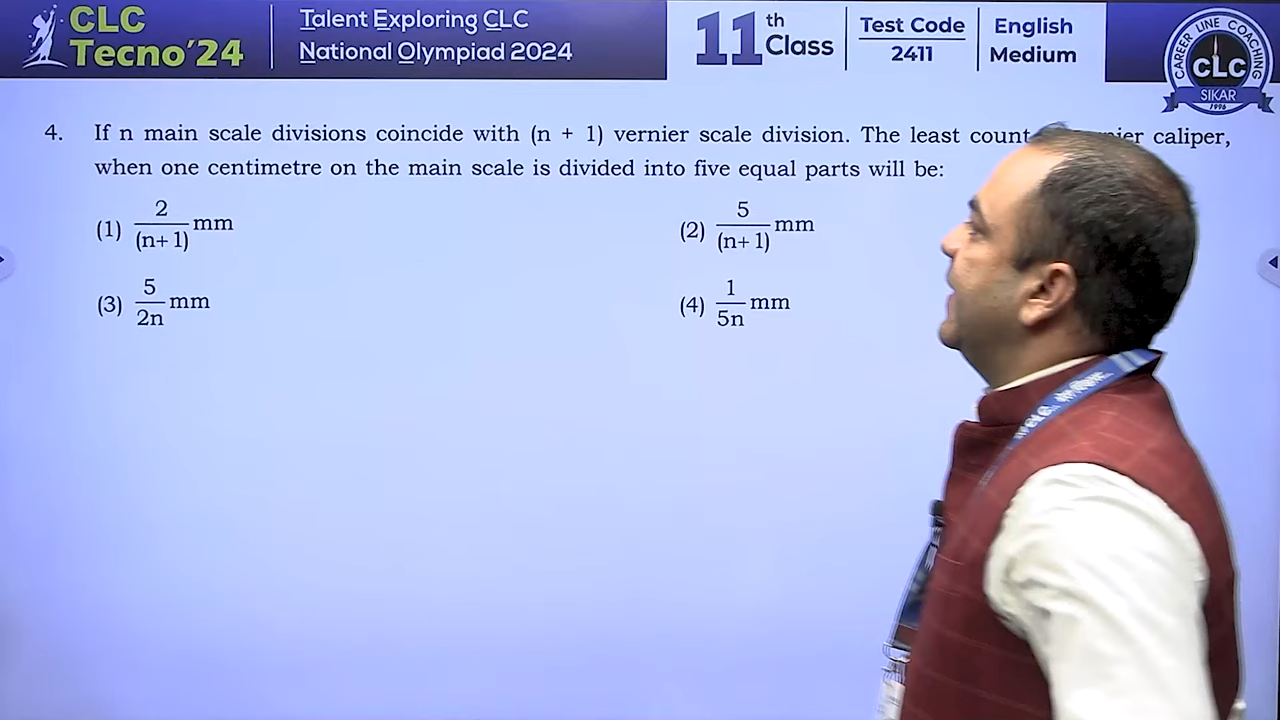 CLC
Tecno'24
Talent Exploring CLC
National Olympiad 2024
11th Class
Test Code
2411
English
Medium
CAREER LINE COACHING
CLC
SIKAR
1996
4. If n main scale divisions coincide with (n + 1) vernier scale division. The least count caliper,
when one centimetre on the main scale is divided into five equal parts will be:
(1) 2/(n+1) mm
(2) 5/(n+1) mm
(3) 5/2n mm
(4) 1/5n mm